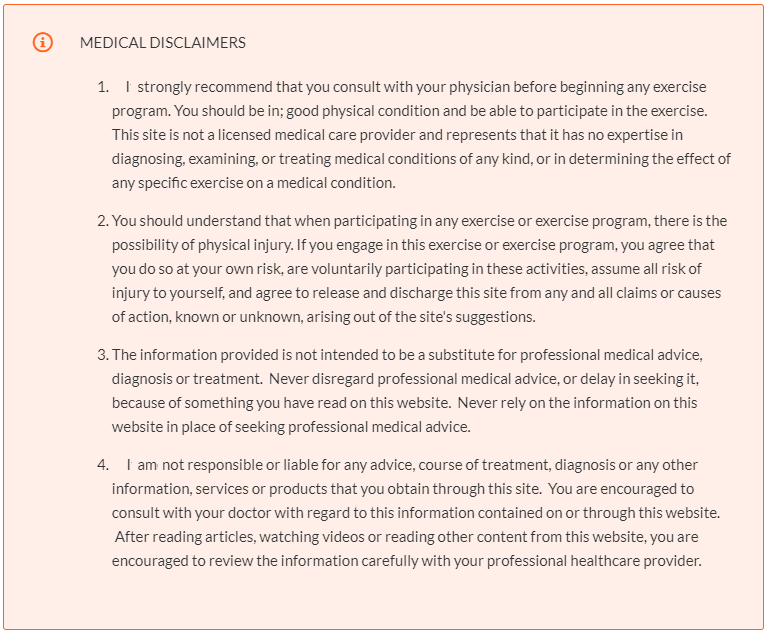 MEDICAL DISCLAIMERS
1. I strongly recommend that you consult with your physician before beginning any exercise
program. You should be in; good physical condition and be able to participate in the exercise.
This site is not a licensed medical care provider and represents that it has no expertise in
diagnosing, examining, or treating medical conditions of any kind, or in determining the effect of
any specific exercise on a medical condition.
2. You should understand that when participating in any exercise or exercise program, there is the
possibility of physical injury. If you engage in this exercise or exercise program, you agree that
you do so at your own risk, are voluntarily participating in these activities, assume all risk of
injury to yourself, and agree to release and discharge this site from any and all claims or causes
of action, known or unknown, arising out of the site's suggestions.
3. The information provided is not intended to be a substitute for professional medical advice,
diagnosis or treatment. Never disregard professional medical advice, or delay in seeking it,
because of something you have read on this website. Never rely on the information on this
website in place of seeking professional medical advice.
4. I am not responsible or liable for any advice, course of treatment, diagnosis or any other
information, services or products that you obtain through this site. You are encouraged to
consult with your doctor with regard to this information contained on or through this website.
After reading articles, watching videos or reading other content from this website, you are
encouraged to review the information carefully with your professional healthcare provider.